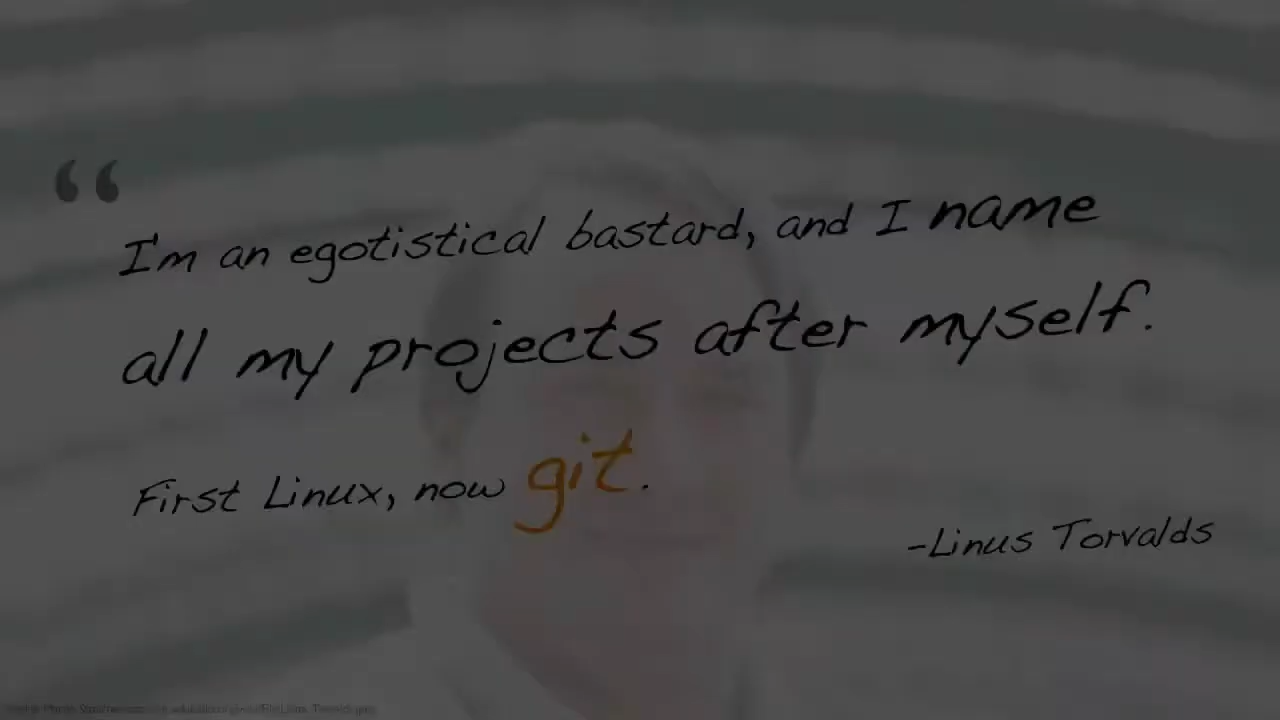 “
I'm an egotistical bastard, and I name
all my projects after myself.
First Linux, now git.
-Linus Torvalds